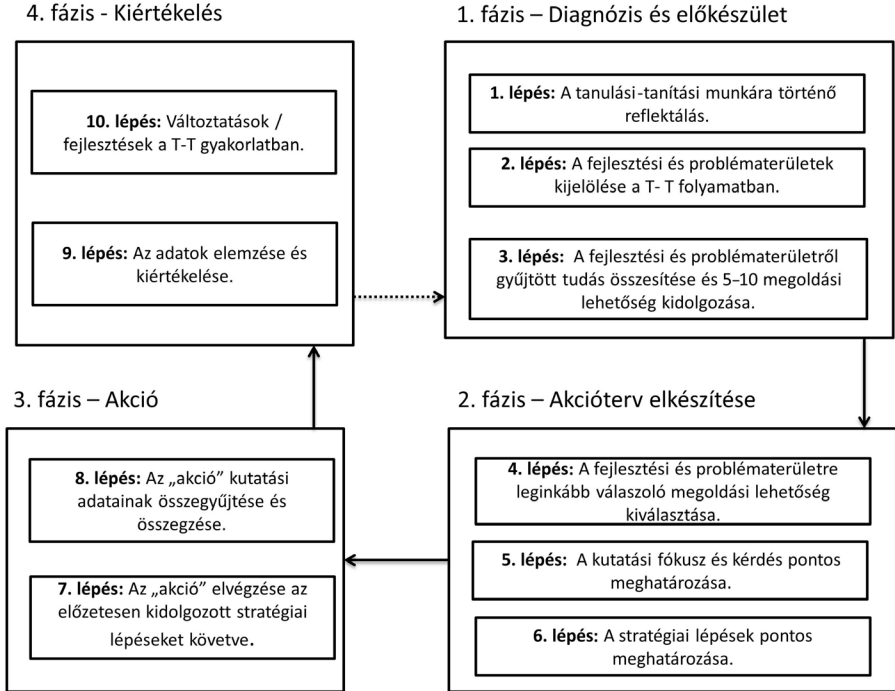 4. fázis - Kiértékelés
10. lépés: Változtatások /
fejlesztések a T-T gyakorlatban.
9. lépés: Az adatok elemzése és
kiértékelése.
1. fázis – Diagnózis és előkészület
1. lépés: A tanulási-tanítási munkára történő
reflektálás.
2. lépés: A fejlesztési és problématerületek
kijelölése a T- T folyamatban.
3. lépés: A fejlesztési és problématerületről
gyűjtött tudás összesítése és 5–10 megoldási
lehetőség kidolgozása.
3. fázis – Akció
8. lépés: Az „akció” kutatási
adatainak összegyűjtése és
összegzése.
7. lépés: Az „akció” elvégzése az
előzetesen kidolgozott stratégiai
lépéseket követve.
2. fázis – Akcióterv elkészítése
4. lépés: A fejlesztési és problématerületre
leginkább válaszoló megoldási lehetőség
kiválasztása.
5. lépés: A kutatási fókusz és kérdés pontos
meghatározása.
6. lépés: A stratégiai lépések pontos
meghatározása.